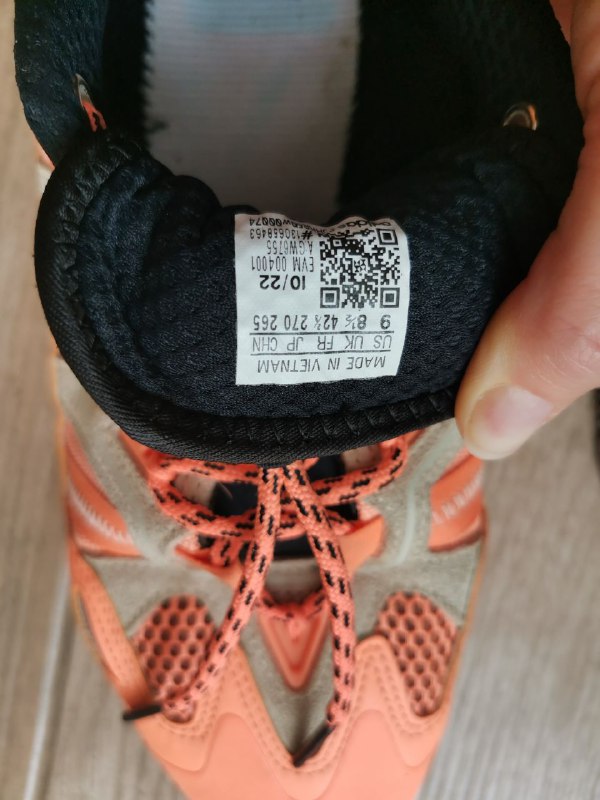 MADE IN VIETNAM
US UK FR JP CHN
9 8½ 42⅔ 270 265
10/22
EVM 004001